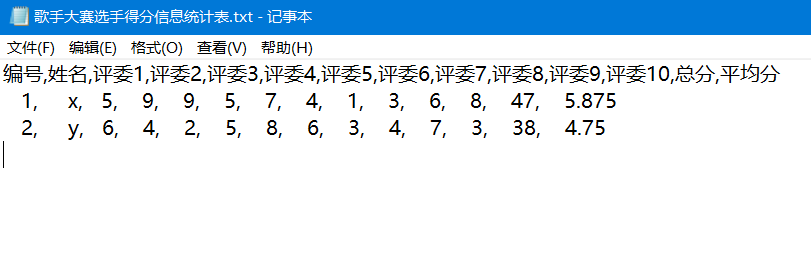 歌手大赛选手得分信息统计表.txt - 记事本
文件(F) 编辑(E) 格式(O) 查看(V) 帮助(H)
编号,姓名,评委1,评委2,评委3,评委4,评委5,评委6,评委7,评委8,评委9,评委10,总分,平均分
1, x, 5, 9, 9, 5, 7, 4, 1, 3, 6, 8, 47, 5.875
2, y, 6, 4, 2, 5, 8, 6, 3, 4, 7, 3, 38, 4.75